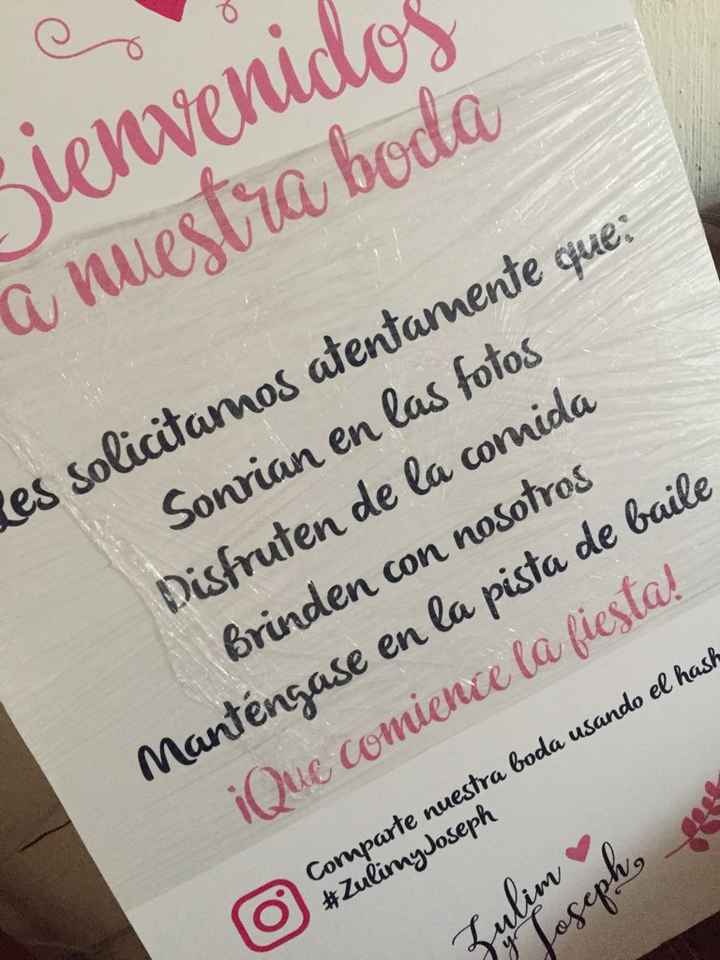 Bienvenidos
a nuestra boda
Les solicitamos atentamente que:
Sonrian en las fotos
Disfruten de la comida
Brinden con nosotros
Manténgase en la pista de baile
¡Que comience la fiesta!
Comparte nuestra boda usando el hash
#ZulimyJoseph
Zulim
y Joseph